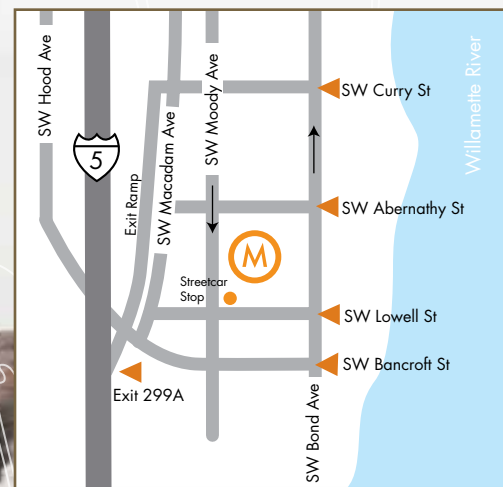 SW Hood Ave
5
Exit Ramp
SW Macadam Ave
SW Moody Ave
Willamette River
SW Curry St
SW Abernathy St
M
Streetcar
Stop
SW Lowell St
SW Bancroft St
Exit 299A
SW Bond Ave